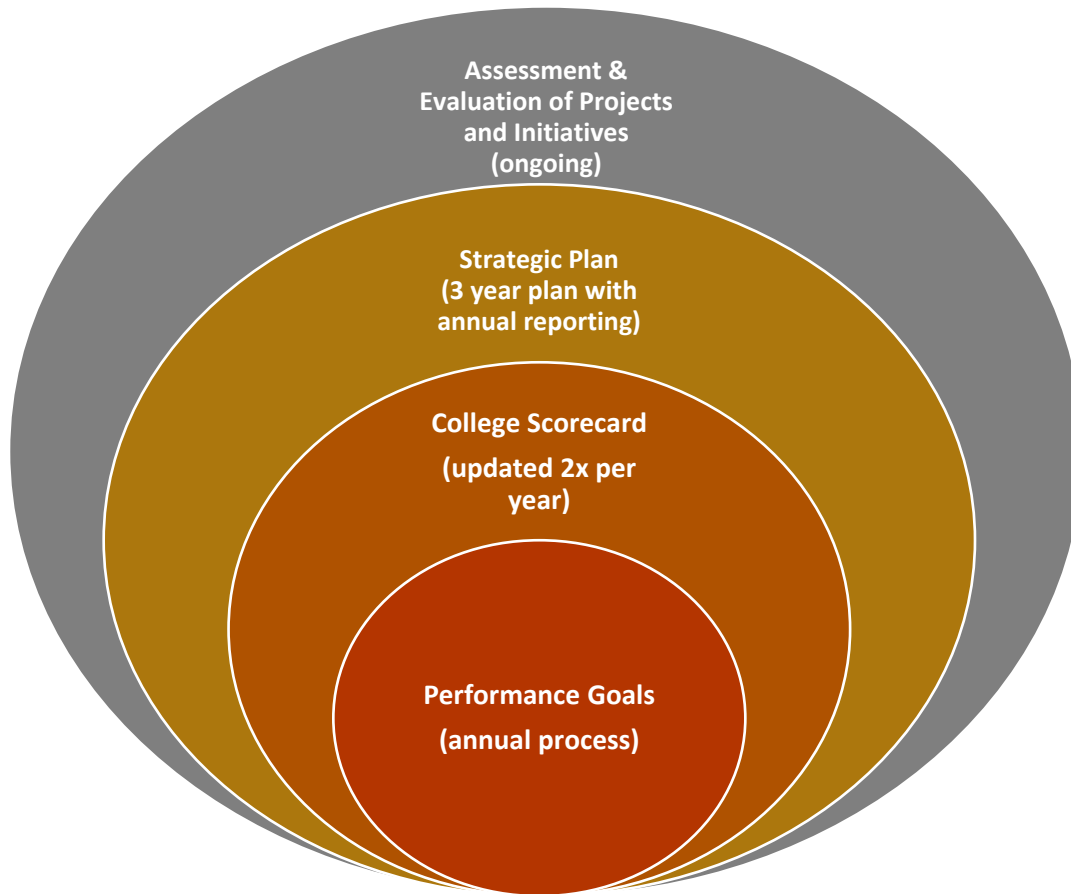 Assessment &
Evaluation of Projects
and Initiatives
(ongoing)
Strategic Plan
(3 year plan with
annual reporting)
College Scorecard
(updated 2x per
year)
Performance Goals
(annual process)